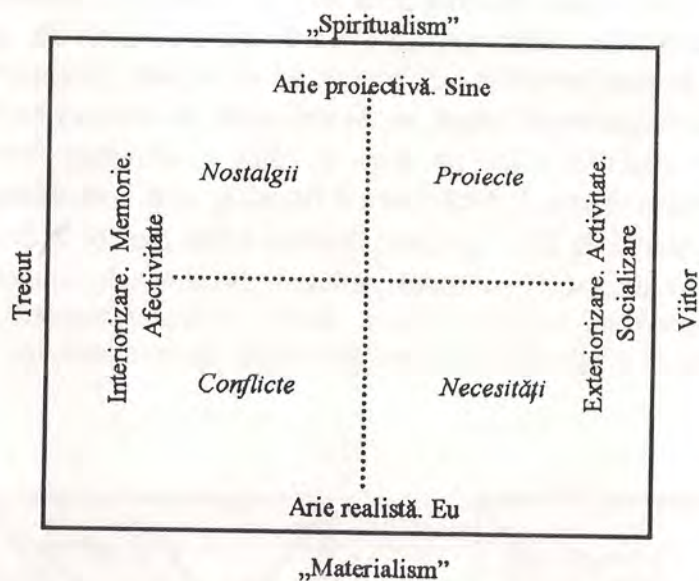 „Spiritualism”
Arie proiectivă. Sine
Trecut
Interiorizare. Memorie.
Afectivitate
Nostalgii
Proiecte
Conflicte
Necesități
Exteriorizare. Activitate.
Socializare
Viitor
Arie realistă. Eu
„Materialism”